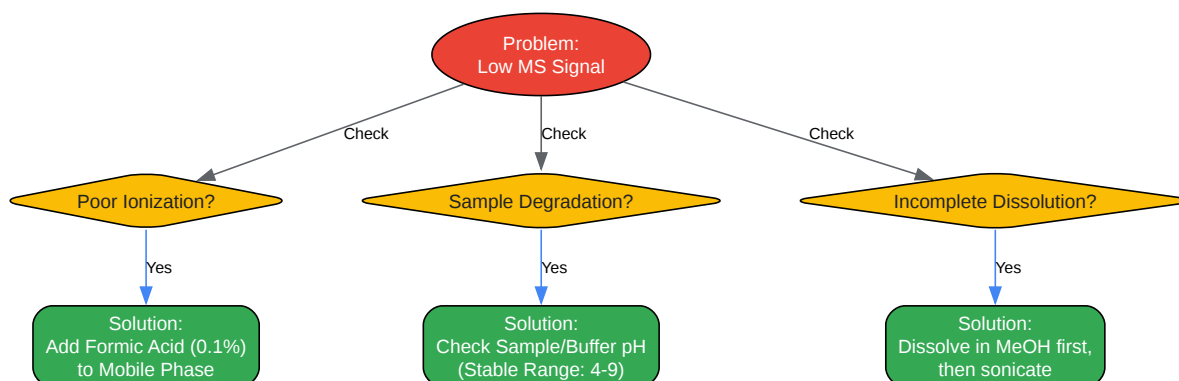 Problem:
Low MS Signal
Check
Check
Check
Poor Ionization?
Sample Degradation?
Incomplete Dissolution?
Yes
Yes
Yes
Solution:
Add Formic Acid (0.1%)
to Mobile Phase
Solution:
Check Sample/Buffer pH
(Stable Range: 4-9)
Solution:
Dissolve in MeOH first,
then sonicate